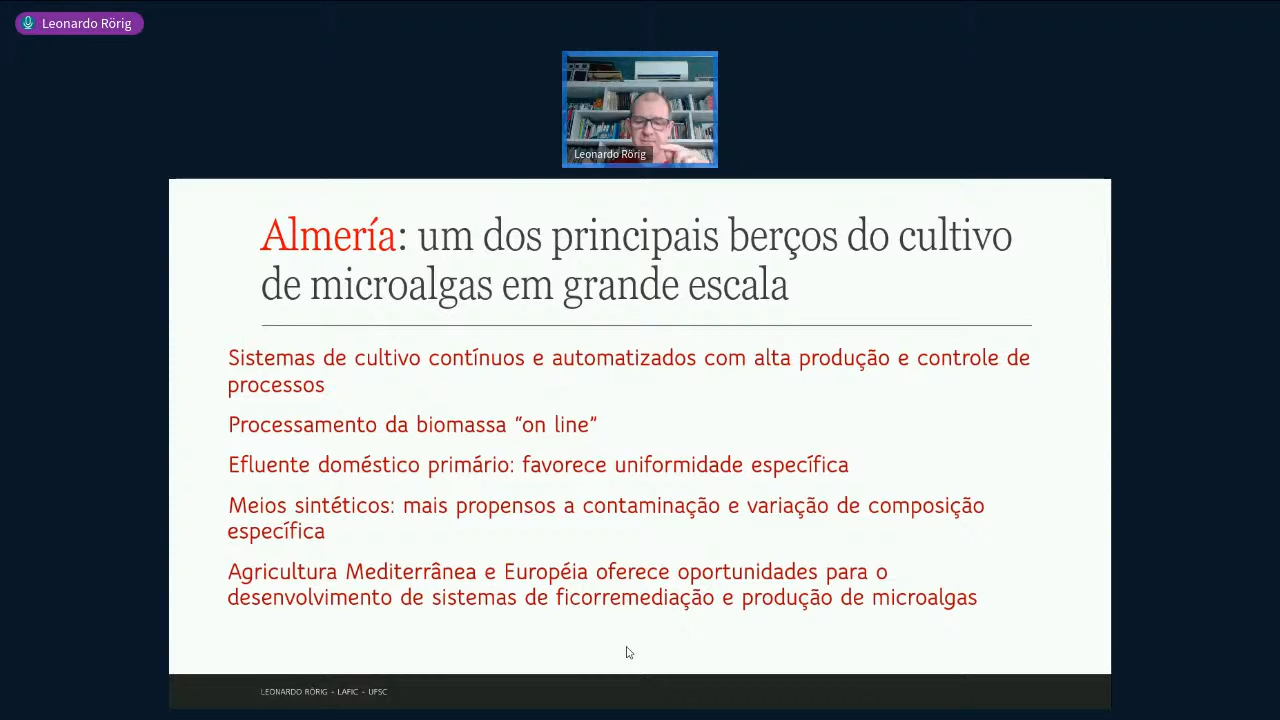 Leonardo Rörig
Leonardo Rörig
Almería: um dos principais berços do cultivo
de microalgas em grande escala
Sistemas de cultivo contínuos e automatizados com alta produção e controle de
processos
Processamento da biomassa “on line”
Efluente doméstico primário: favorece uniformidade específica
Meios sintéticos: mais propensos a contaminação e variação de composição
específica
Agricultura Mediterrânea e Européia oferece oportunidades para o
desenvolvimento de sistemas de ficorremediação e produção de microalgas
LEONARDO RÖRIG – LAFIC – UFSC